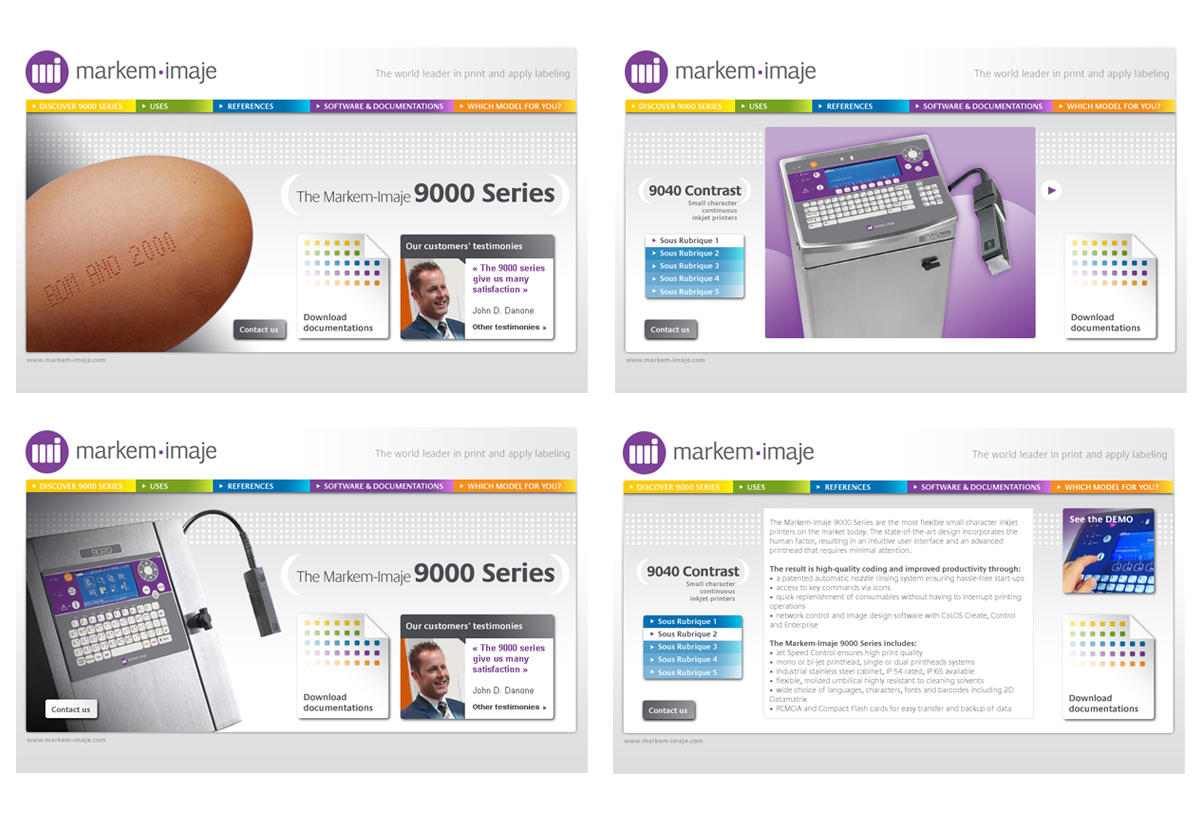 markem·imaje
The world leader in print and apply labeling
DISCOVER 9000 SERIES
USES
REFERENCES
SOFTWARE & DOCUMENTATIONS
WHICH MODEL FOR YOU?
BDM AND 2000
The Markem-Imaje 9000 Series
Download
documentations
Our customers' testimonies
« The 9000 series
give us many
satisfaction »
John D. Danone
Other testimonies
Contact us
www.markem-imaje.com
markem·imaje
The world leader in print and apply labeling
DISCOVER 9000 SERIES
USES
REFERENCES
SOFTWARE & DOCUMENTATIONS
WHICH MODEL FOR YOU?
9040 Contrast
Small character
continuous
inkjet printers
Sous Rubrique 1
Sous Rubrique 2
Sous Rubrique 3
Sous Rubrique 4
Sous Rubrique 5
Contact us
Download
documentations
www.markem-imaje.com
markem·imaje
The world leader in print and apply labeling
DISCOVER 9000 SERIES
USES
REFERENCES
SOFTWARE & DOCUMENTATIONS
WHICH MODEL FOR YOU?
The Markem-Imaje 9000 Series
Download
documentations
Our customers' testimonies
« The 9000 series
give us many
satisfaction »
John D. Danone
Other testimonies
Contact us
www.markem-imaje.com
markem·imaje
The world leader in print and apply labeling
DISCOVER 9000 SERIES
USES
REFERENCES
SOFTWARE & DOCUMENTATIONS
WHICH MODEL FOR YOU?
9040 Contrast
Small character
continuous
inkjet printers
Sous Rubrique 1
Sous Rubrique 2
Sous Rubrique 3
Sous Rubrique 4
Sous Rubrique 5
Contact us
The Markem-Imaje 9000 Series are the most flexible small character inkjet
printers on the market today. The state-of-the-art design incorporates the
human factor, resulting in an intuitive user interface and an advanced
printhead that requires minimal attention.
The result is high-quality coding and improved productivity through:
• a patented automatic nozzle rinsing system ensuring hassle-free start-ups
• access to key commands via icons
• quick replenishment of consumables without having to interrupt printing
operations
• network control and image design software with CoLOS Create, Control
and Enterprise
The Markem-Imaje 9000 Series includes:
• Jet Speed Control ensures high print quality
• mono or bi-jet printhead, single or dual printheads systems
• industrial stainless steel cabinet, IP 54 rated, IP 65 available
• flexible, molded umbilical highly resistant to cleaning solvents
• wide choice of languages, characters, fonts and barcodes including 2D
Datamatrix
• PCMCIA and Compact Flash cards for easy transfer and backup of data
See the DEMO
Download
documentations
www.markem-imaje.com